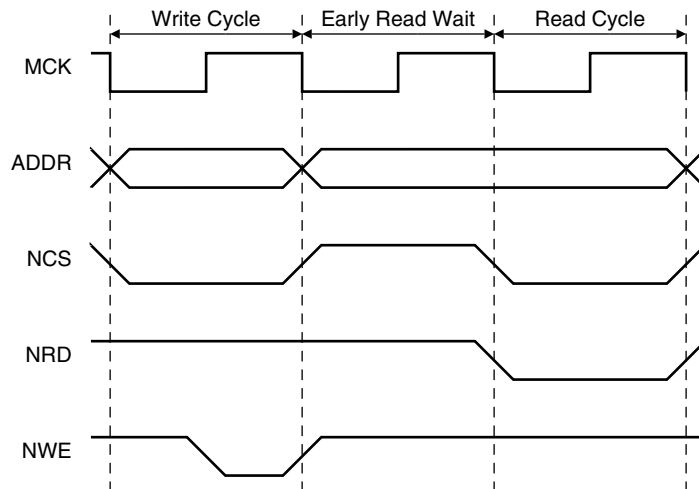 Write Cycle Early Read Wait Read Cycle
MCK
ADDR
NCS
NRD
NWE